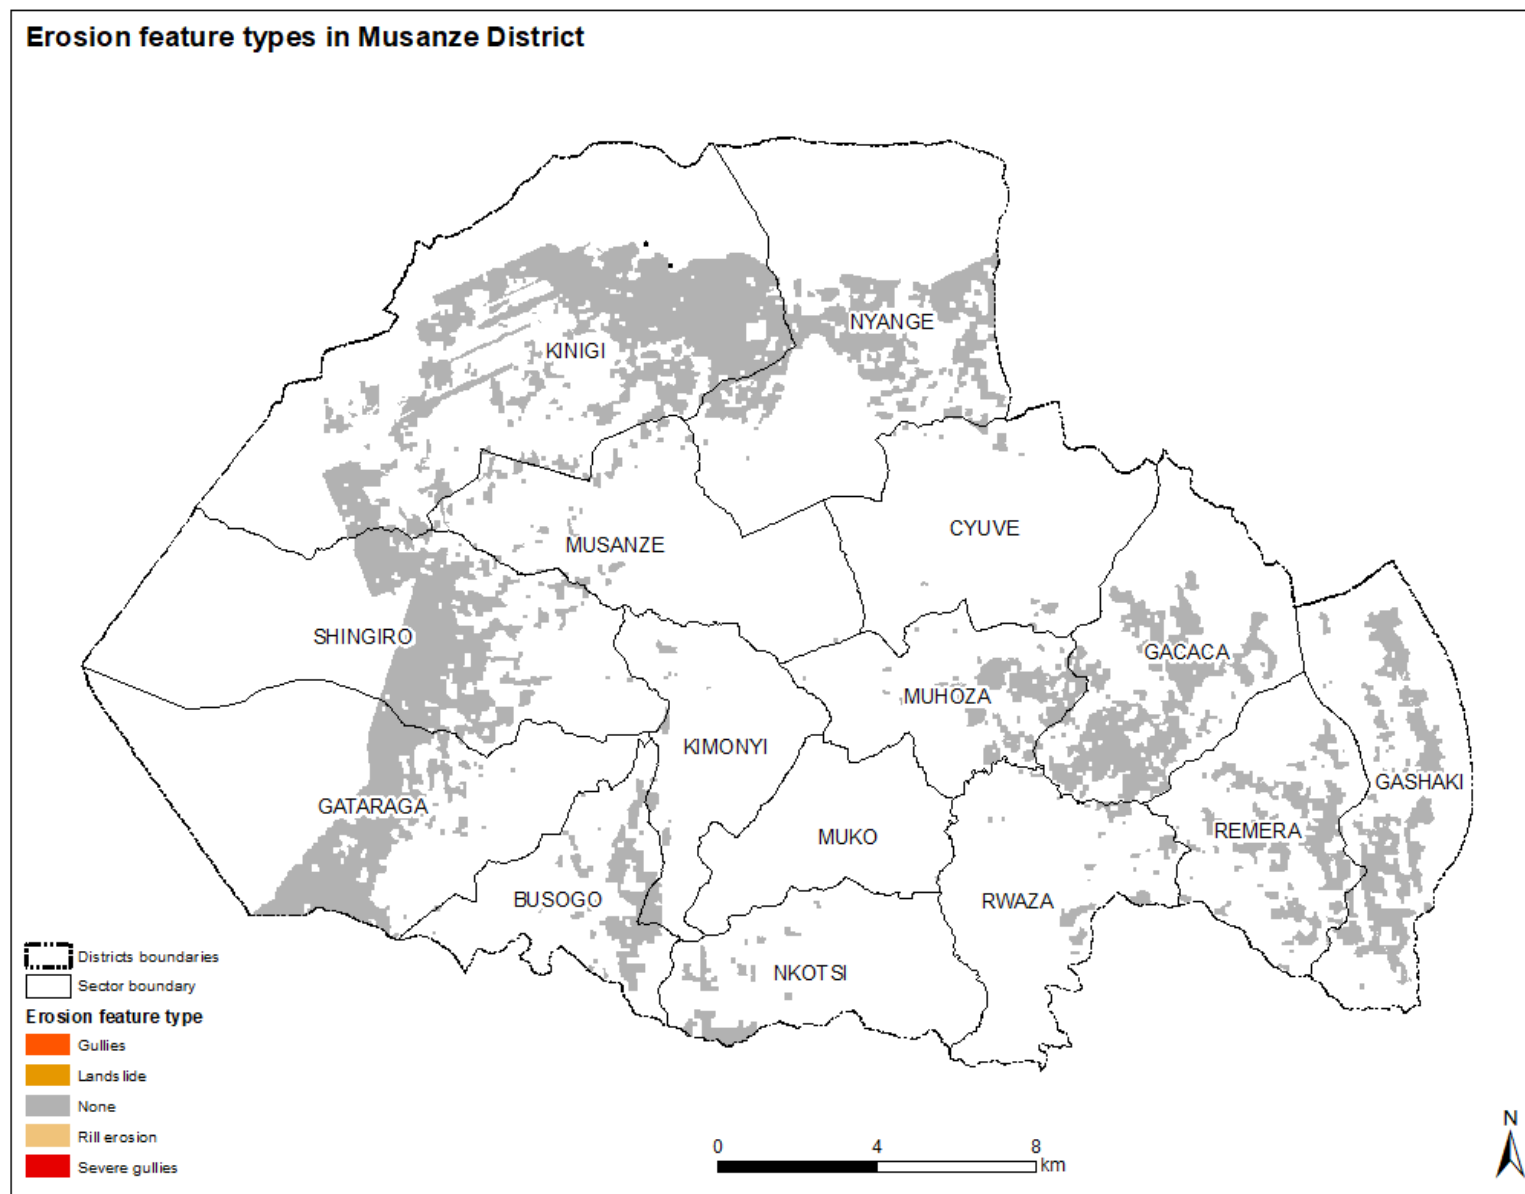 Erosion feature types in Musanze District
NYANGE
KINIGI
CYUVE
MUSANZE
SHINGIRO
GACACA
MUHOZA
KIMONYI
GASHAKI
GATARAGA
REMERA
MUKO
BUSOGO
RWAZA
NKOTSI
Districts boundaries
Sector boundary
Erosion feature type
Gullies
Landslide
None
Rill erosion
Severe gullies
0 4 8
km
N